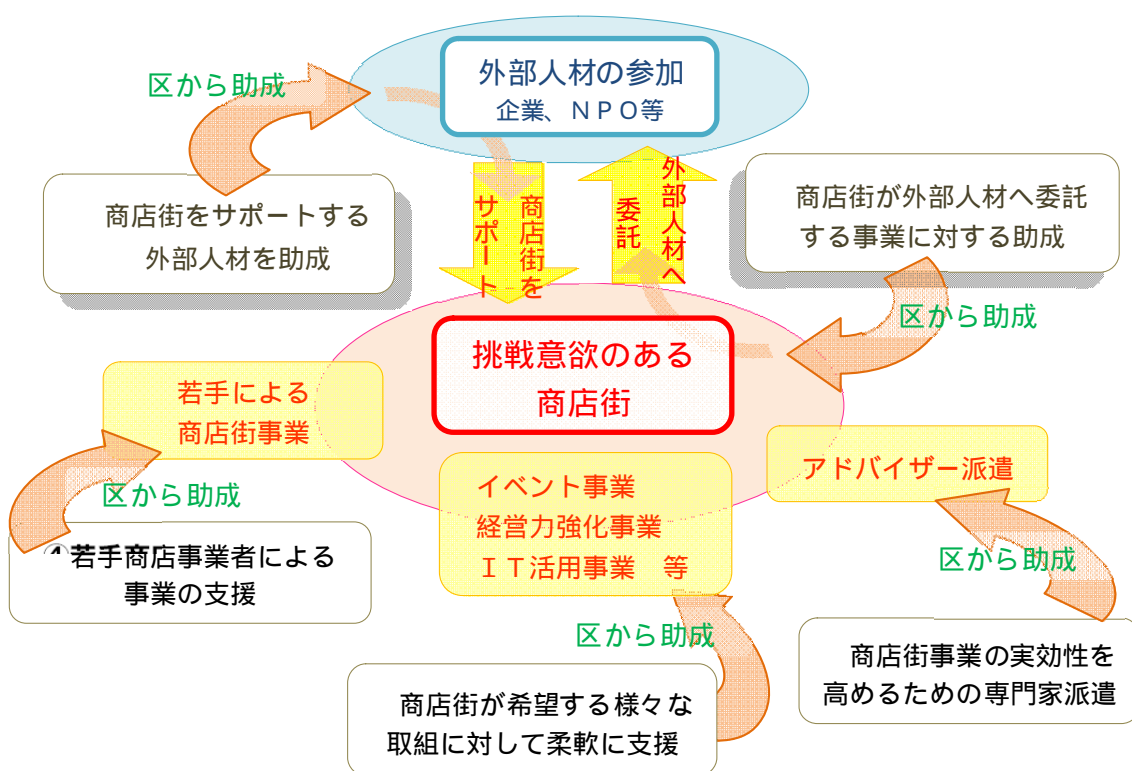 外部人材の参加
企業、ＮＰＯ等
区から助成
商店街をサポートする
外部人材を助成
商店街を
サポート
外部人材へ
委託
商店街が外部人材へ委託
する事業に対する助成
区から助成
挑戦意欲のある
商店街
若手による
商店街事業
区から助成
④若手商店事業者による
事業の支援
イベント事業
経営力強化事業
ＩＴ活用事業　等
アドバイザー派遣
区から助成
区から助成
商店街が希望する様々な
取組に対して柔軟に支援
商店街事業の実効性を
高めるための専門家派遣